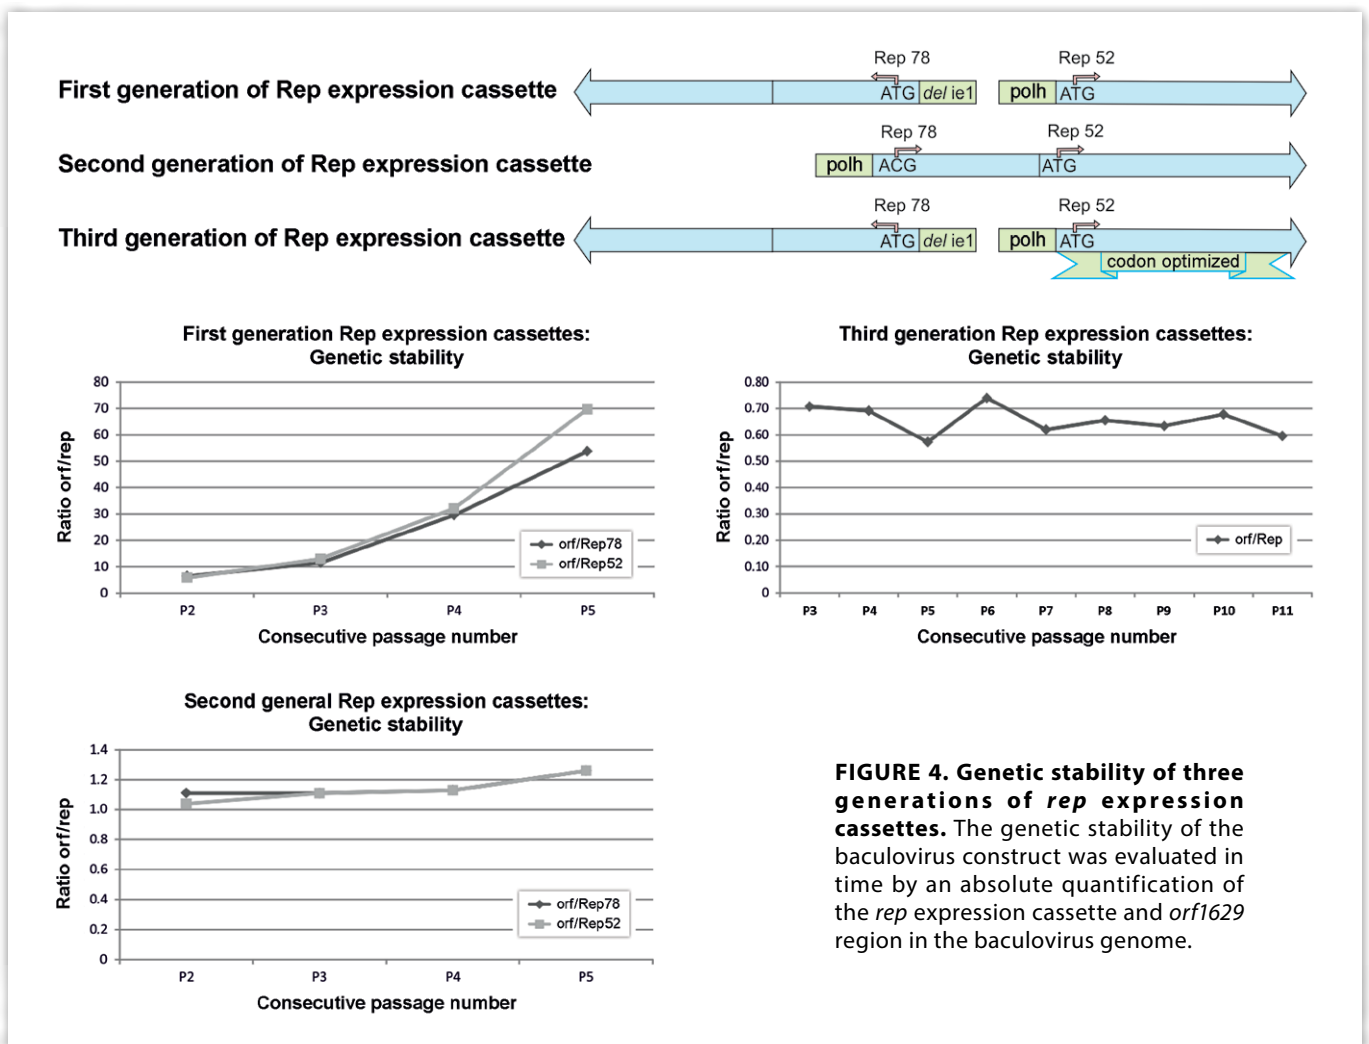 Rep 78
Rep 52
First generation of Rep expression cassette
ATG
del ie1
polh
ATG
Rep 78
Rep 52
Second generation of Rep expression cassette
polh
ACG
ATG
Rep 78
Rep 52
Third generation of Rep expression cassette
ATG
del ie1
polh
ATG
codon optimized
First generation Rep expression cassettes:
Genetic stability
80
70
60
50
40
30
20
10
0
Ratio orf/rep
orf/Rep78
orf/Rep52
P2
P3
P4
P5
Consecutive passage number
Third generation Rep expression cassettes:
Genetic stability
0.80
0.70
0.60
0.50
0.40
0.30
0.20
0.10
0
Ratio orf/rep
orf/Rep
P3
P4
P5
P6
P7
P8
P9
P10
P11
Consecutive passage number
Second general Rep expression cassettes:
Genetic stability
1.4
1.2
1.0
0.8
0.6
0.4
0.2
0
Ratio orf/rep
orf/Rep78
orf/Rep52
P2
P3
P4
P5
Consecutive passage number
FIGURE 4. Genetic stability of three
generations of rep expression
cassettes. The genetic stability of the
baculovirus construct was evaluated in
time by an absolute quantification of
the rep expression cassette and orf1629
region in the baculovirus genome.